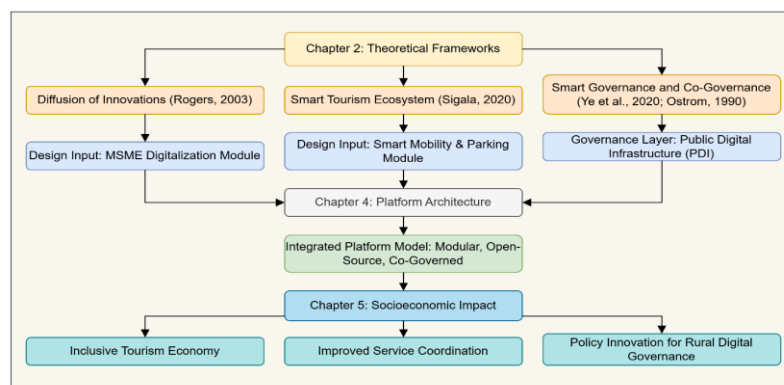 Chapter 2: Theoretical Frameworks
Diffusion of Innovations (Rogers, 2003)
Smart Tourism Ecosystem (Sigala, 2020)
Smart Governance and Co-Governance
(Ye et al., 2020; Ostrom, 1990)
Design Input: MSME Digitalization Module
Design Input: Smart Mobility & Parking
Module
Governance Layer: Public Digital
Infrastructure (PDI)
Chapter 4: Platform Architecture
Integrated Platform Model: Modular, Open-
Source, Co-Governed
Chapter 5: Socioeconomic Impact
Inclusive Tourism Economy
Improved Service Coordination
Policy Innovation for Rural Digital
Governance